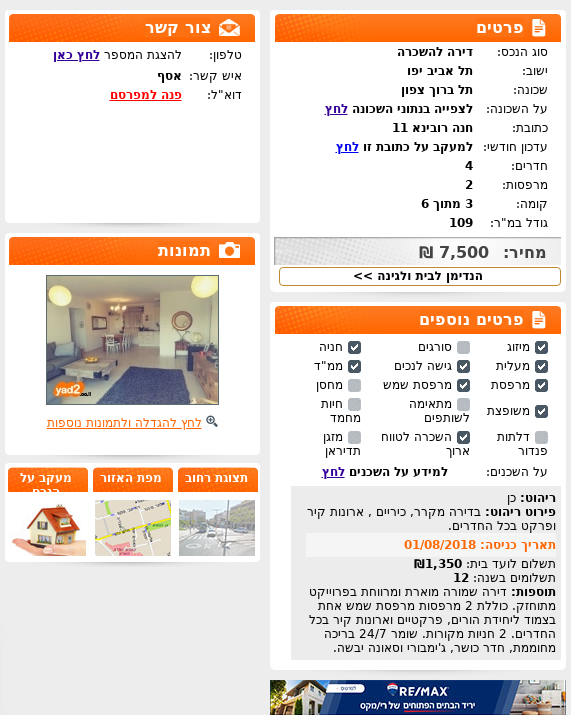 פרטים
סוג הנכס: דירה להשכרה
ישוב: תל אביב יפו
שכונה: תל ברוך צפון
על השכונה: לצפייה בנתוני השכונה לחץ
כתובת: חנה רובינא 11
עדכון חודשי: למעקב על כתובת זו לחץ
חדרים: 4
מרפסות: 2
קומה: 3 מתוך 6
גודל במ"ר: 109
מחיר: 7,500 ₪
הנדימן לבית ולגינה >>
פרטים נוספים
מיזוג סורגים חניה
מעלית גישה לנכים ממ"ד
מרפסת מרפסת שמש מחסן
משופצת מתאימה לשותפים חיות מחמד
דלתות פנדור השכרה לטווח ארוך מזגן תדיראן
על השכנים: למידע על השכנים לחץ
ריהוט: כן
פירוט ריהוט: בדירה מקרר, כיריים , ארונות קיר
ופרקט בכל החדרים.
תאריך כניסה: 01/08/2018
תשלום לועד בית: 1,350₪
תשלומים בשנה: 12
תוספות: דירה שמורה מוארת ומרווחת בפרוייקט
מתוחזק. כוללת 2 מרפסות מרפסת שמש אחת
בצמוד ליחידת הורים, פרקטיים וארונות קיר בכל
החדרים. 2 חניות מקורות. שומר 24/7 בריכה
מחוממת, חדר כושר, ג'ימבורי וסאונה יבשה.
RE/MAX
לפרטים
יריד הבתים הפתוחים של רי/מקס
צור קשר
טלפון: להצגת המספר לחץ כאן
איש קשר: אסף
דוא"ל: פנה למפרסם
תמונות
yad2.co.il
לחץ להגדלה ולתמונות נוספות
תצוגת רחוב
מפת האזור
מעקב על
הנכס